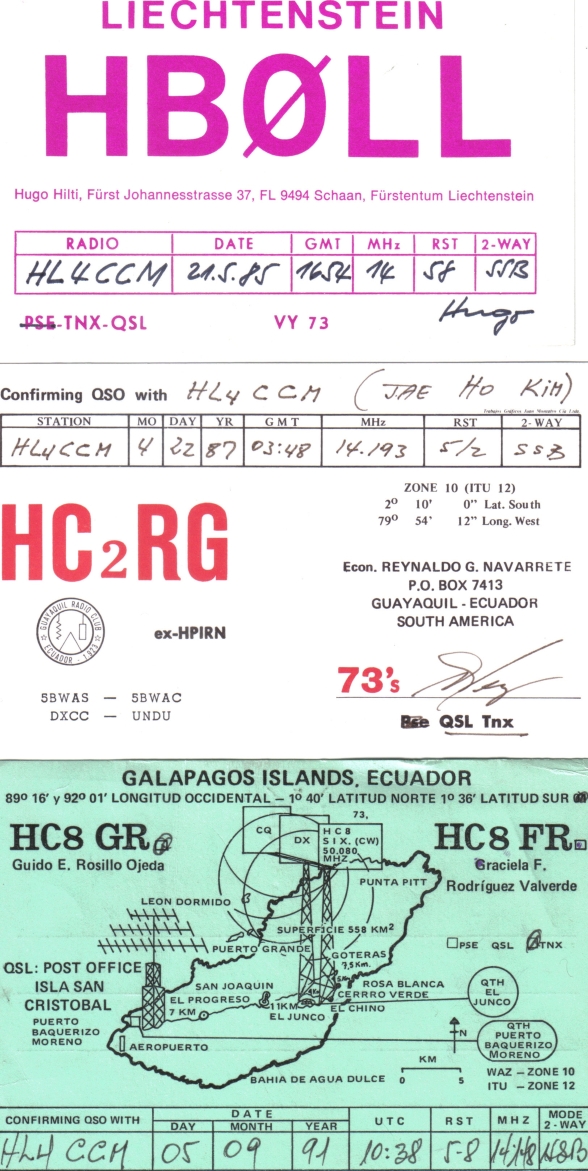 LIECHTENSTEIN
HBØLL
Hugo Hilti, Fürst Johannesstrasse 37, FL 9494 Schaan, Fürstentum Liechtenstein
RADIO DATE GMT MHz RST 2-WAY
HL4CCM 21.5.85 1654 14 58 SSB
PSE-TNX-QSL VY 73 Hugo
Confirming QSO with HL4CCM (JAE HO KIM)
STATION MO DAY YR GMT MHz RST 2-WAY
HL4CCM 4 22 87 03:48 14.193 5/2 SSB
ZONE 10 (ITU 12)
2º 10' 0" Lat. South
79º 54' 12" Long. West
HC2RG
Econ. REYNALDO G. NAVARRETE
P.O. BOX 7413
GUAYAQUIL - ECUADOR
SOUTH AMERICA
GUAYAQUIL RADIO CLUB
ECUADOR - 1923
ex-HPIRN
73's
5BWAS — 5BWAC
DXCC — UNDU
QSL Tnx
GALAPAGOS ISLANDS, ECUADOR
89º 16' y 92º 01' LONGITUD OCCIDENTAL – 1º 40' LATITUD NORTE 1º 36' LATITUD SUR
HC8 GR
Guido E. Rosillo Ojeda
CQ
DX
73,
HC8
SIX. (CW)
50.080
MHZ
HC8 FR
Graciela F.
Rodríguez Valverde
PUNTA PITT
LEON DORMIDO
SUPERFICIE 558 KM2
PUERTO GRANDE
GOTERAS
7,5Km.
PSE QSL TNX
QSL: POST OFFICE
ISLA SAN
CRISTOBAL
PUERTO
BAQUERIZO
MORENO
SAN JOAQUIN
EL PROGRESO
7 KM
11KM
EL JUNCO
ROSA BLANCA
CERRRO VERDE
EL CHINO
QTH
EL
JUNCO
AEROPUERTO
N
QTH
PUERTO
BAQUERIZO
MORENO
KM
0 5
BAHIA DE AGUA DULCE
WAZ – ZONE 10
ITU – ZONE 12
CONFIRMING QSO WITH DATE UTC RST MHZ MODE
DAY MONTH YEAR 2-WAY
HL4 CCM 05 09 91 10:38 5-8